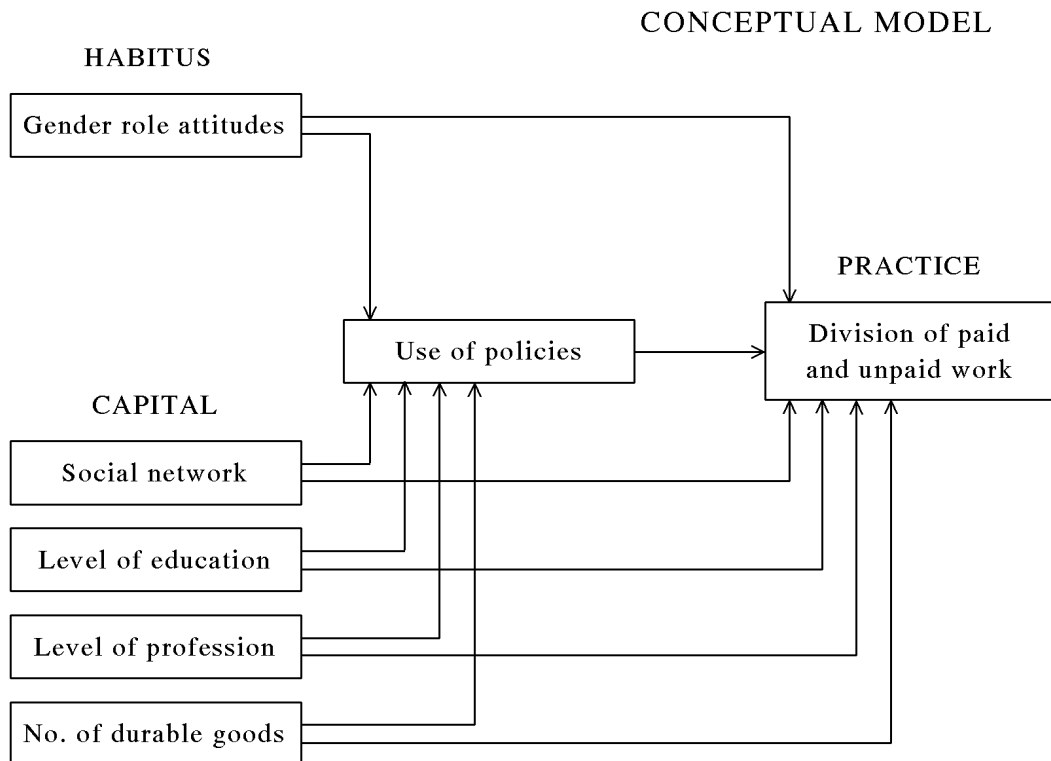 CONCEPTUAL MODEL
HABITUS
Gender role attitudes
PRACTICE
Division of paid
and unpaid work
Use of policies
CAPITAL
Social network
Level of education
Level of profession
No. of durable goods